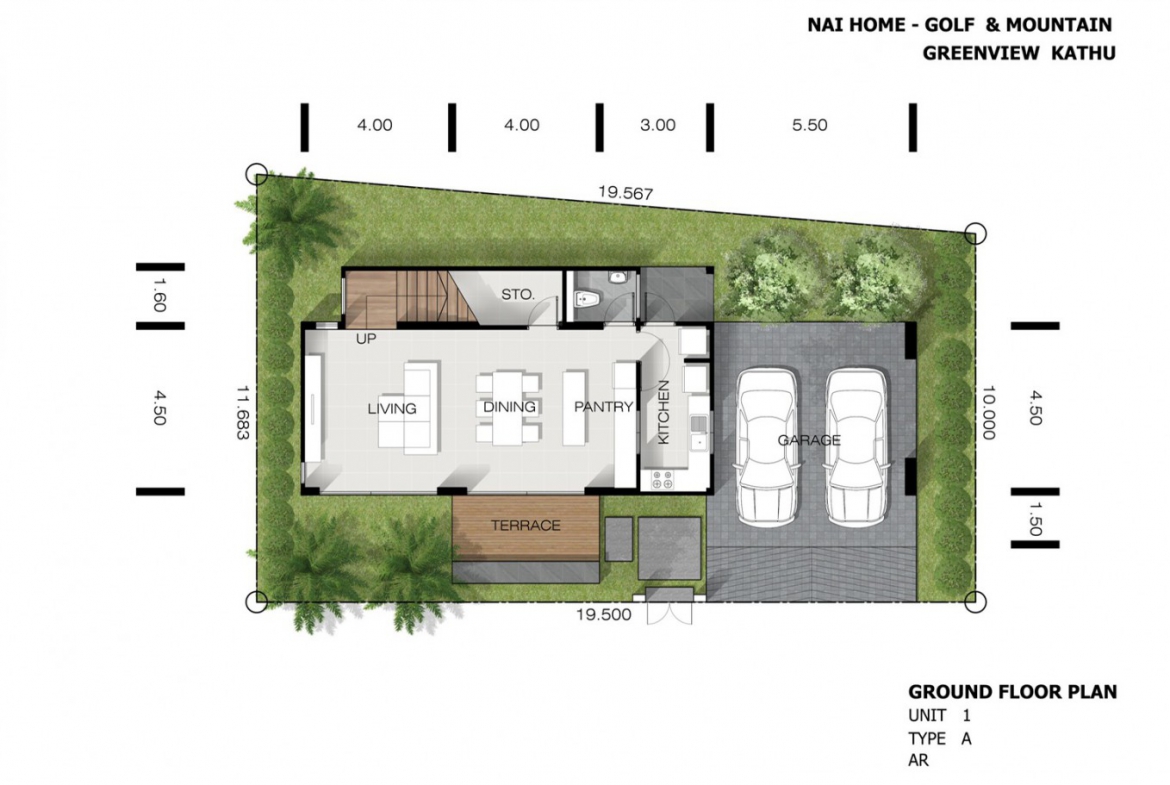 NAI HOME - GOLF & MOUNTAIN
GREENVIEW KATHU
4.00 4.00 3.00 5.50
19.567
1.60
STO.
UP
4.50
11.683
LIVING
DINING
PANTRY
KITCHEN
GARAGE
10.000
4.50
TERRACE
1.50
19.500
GROUND FLOOR PLAN
UNIT 1
TYPE A
AR